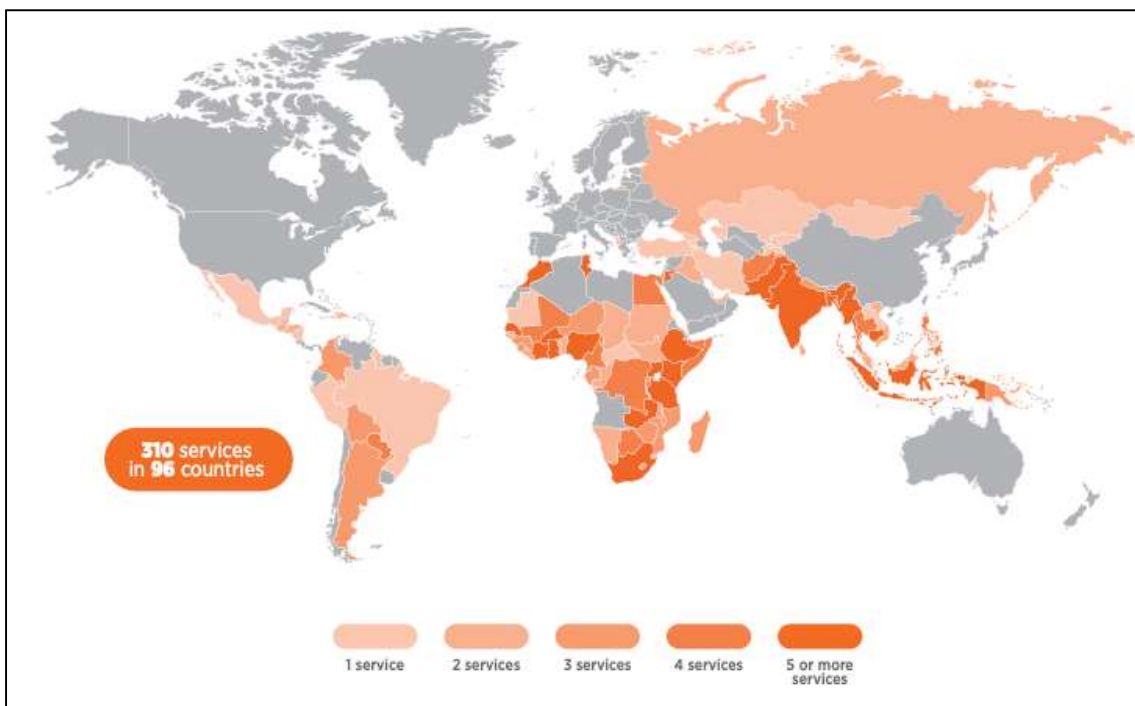 310 services
in 96 countries
1 service
2 services
3 services
4 services
5 or more
services